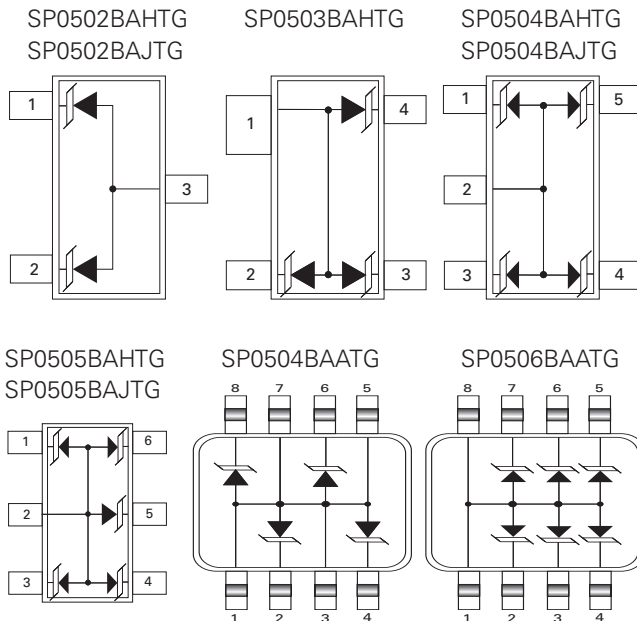 SP0502BAHTG
SP0502BAJTG
1
2
3
SP0503BAHTG
1
4
2
3
SP0504BAHTG
SP0504BAJTG
1
5
2
3
4
SP0505BAHTG
SP0505BAJTG
1
6
2
5
3
4
SP0504BAATG
8 7 6 5
1 2 3 4
SP0506BAATG
8 7 6 5
1 2 3 4